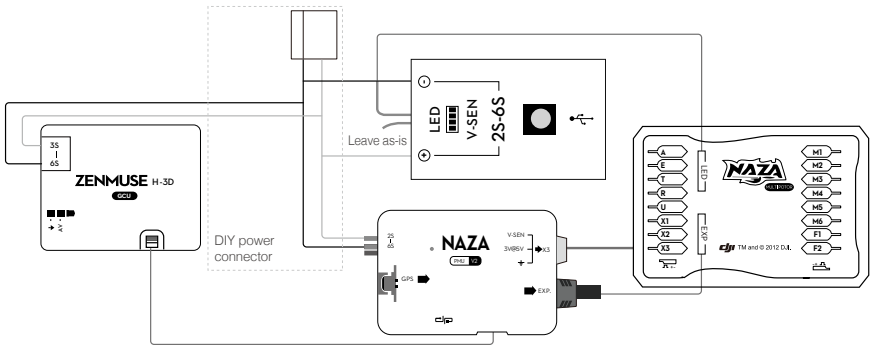 3S
|
6S
ZENMUSE H-3D
GCU
A/V
DIY power
connector
Leave as-is
LED
V-SEN
2S-6S
2S
|
6S
NAZA
PMU V2
GPS
V-SEN
3V@5V
X3
EXP.
A
E
T
R
U
X1
X2
X3
LED
EXP
NAZA
MULTIROTOR
dji TM and © 2012 DJI.
M1
M2
M3
M4
M5
M6
F1
F2